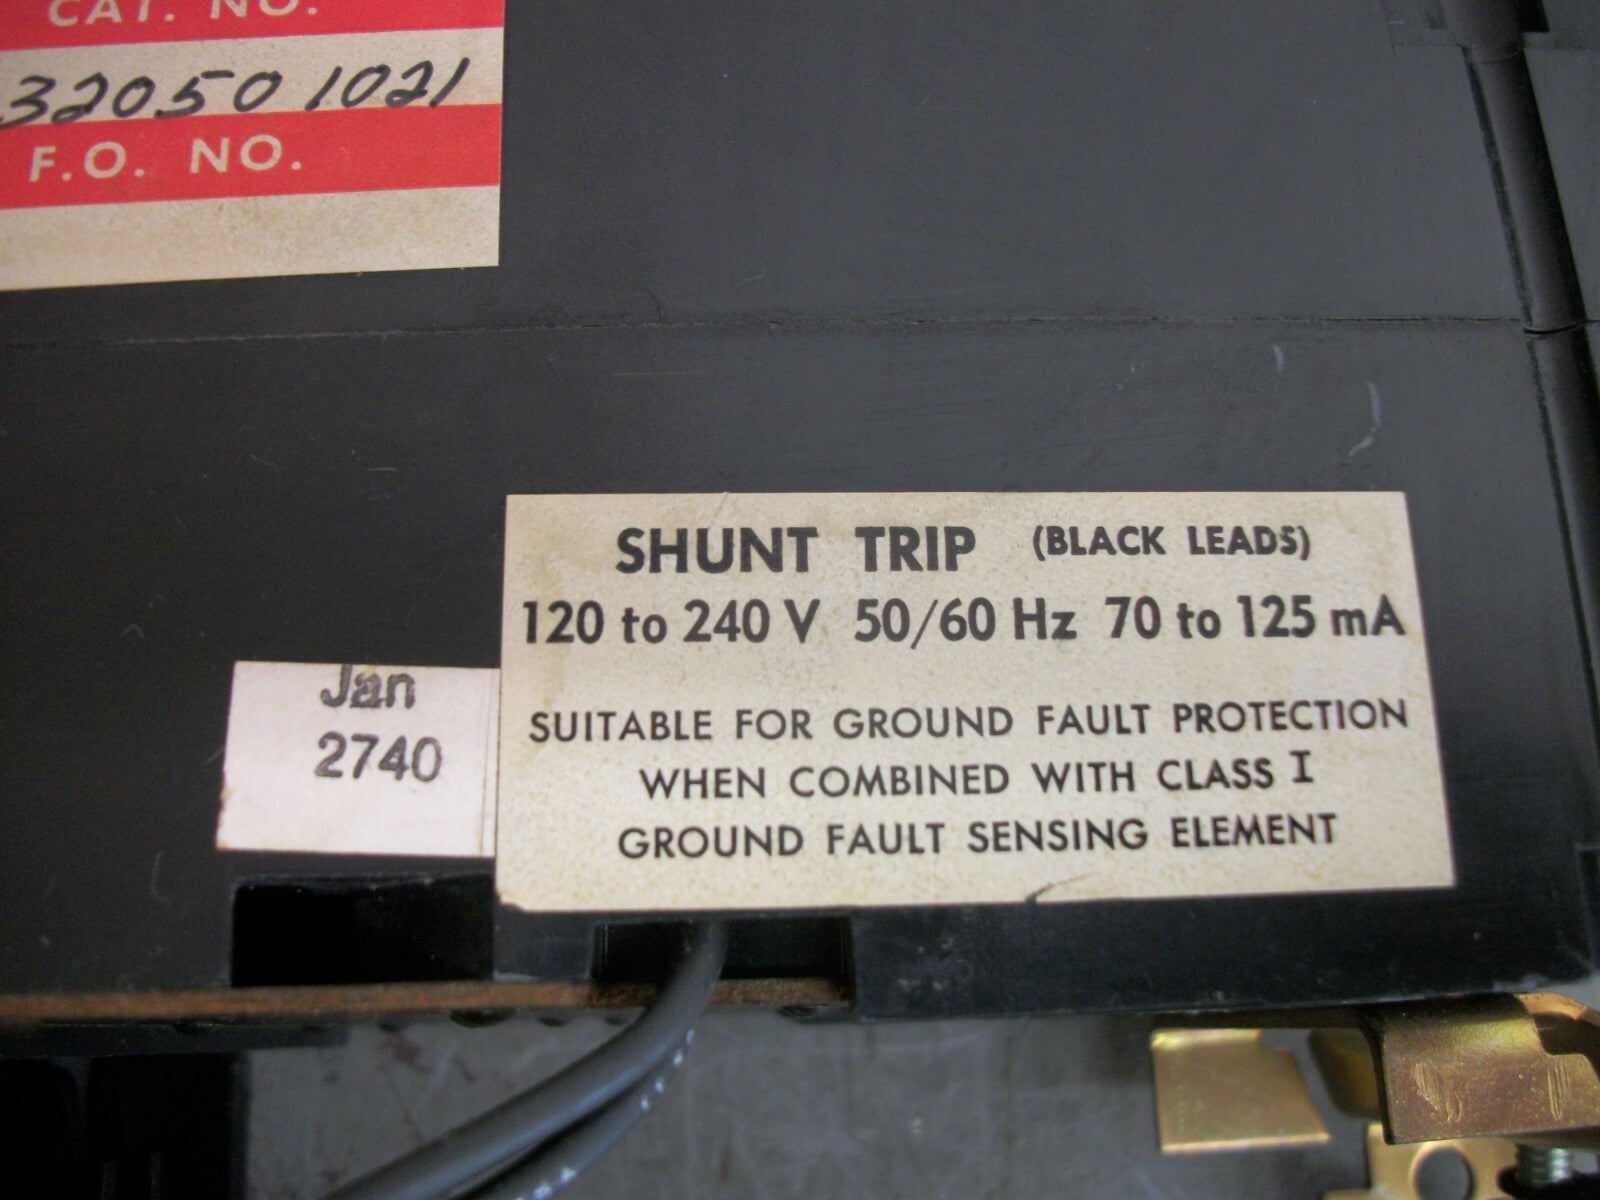 CAT. NO.
320501021
F.O. NO.
SHUNT TRIP (BLACK LEADS)
120 to 240 V 50/60 Hz 70 to 125 mA
SUITABLE FOR GROUND FAULT PROTECTION
WHEN COMBINED WITH CLASS I
GROUND FAULT SENSING ELEMENT
Jan
2740